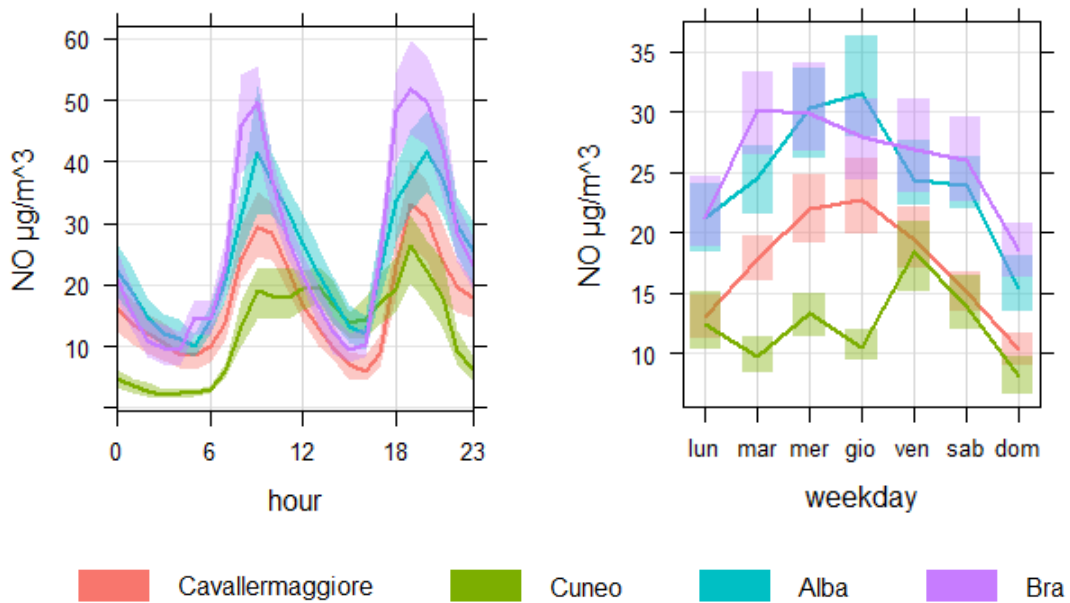 NO µg/m^3
60
50
40
30
20
10
0
6
12
18
23
hour
NO µg/m^3
35
30
25
20
15
10
lun
mar
mer
gio
ven
sab
dom
weekday
Cavallermaggiore
Cuneo
Alba
Bra